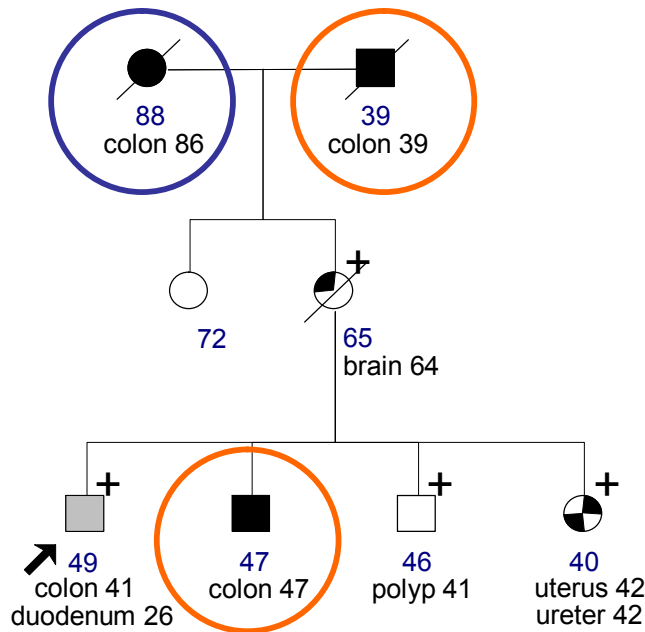 88
colon 86
39
colon 39
+
72
65
brain 64
+
+
+
49
colon 41
duodenum 26
47
colon 47
46
polyp 41
40
uterus 42
ureter 42